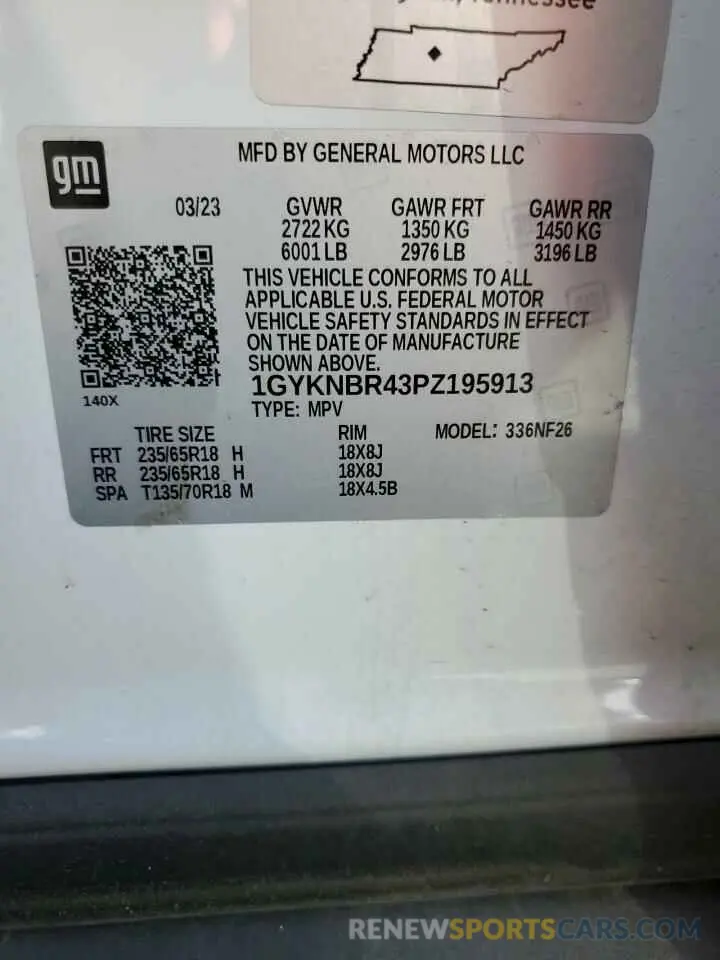 Tennessee
gm
MFD BY GENERAL MOTORS LLC
03/23 GVWR GAWR FRT GAWR RR
2722 KG 1350 KG 1450 KG
6001 LB 2976 LB 3196 LB
THIS VEHICLE CONFORMS TO ALL
APPLICABLE U.S. FEDERAL MOTOR
VEHICLE SAFETY STANDARDS IN EFFECT
ON THE DATE OF MANUFACTURE
SHOWN ABOVE.
1GYKNBR43PZ195913
140X
TYPE: MPV
TIRE SIZE RIM MODEL: 336NF26
FRT 235/65R18 H 18X8J
RR 235/65R18 H 18X8J
SPA T135/70R18 M 18X4.5B
RENEWSPORTSCARS.COM